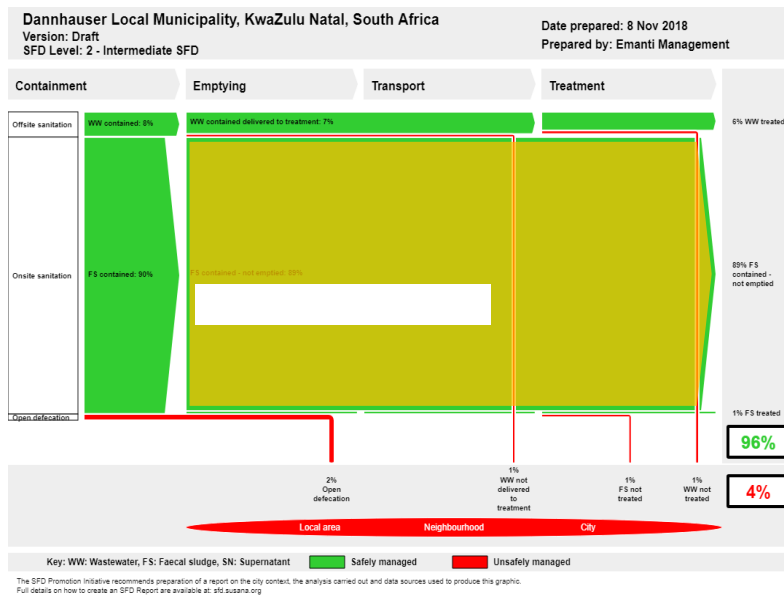 Dannhauser Local Municipality, KwaZulu Natal, South Africa
Version: Draft
SFD Level: 2 - Intermediate SFD
Date prepared: 8 Nov 2018
Prepared by: Emanti Management
Containment
Emptying
Transport
Treatment
Offsite sanitation
WW contained: 8%
WW contained delivered to treatment: 7%
6% WW treated
Onsite sanitation
FS contained: 90%
FS contained - not emptied: 89%
89% FS
contained -
not emptied
Open defecation
1% FS treated
96%
2%
Open
defecation
1%
WW not
delivered
to
treatment
1%
FS not
treated
1%
WW not
treated
4%
Local area
Neighbourhood
City
Key: WW: Wastewater, FS: Faecal sludge, SN: Supernatant
Safely managed
Unsafely managed
The SFD Promotion Initiative recommends preparation of a report on the city context, the analysis carried out and data sources used to produce this graphic.
Full details on how to create an SFD Report are available at: sfd.susana.org